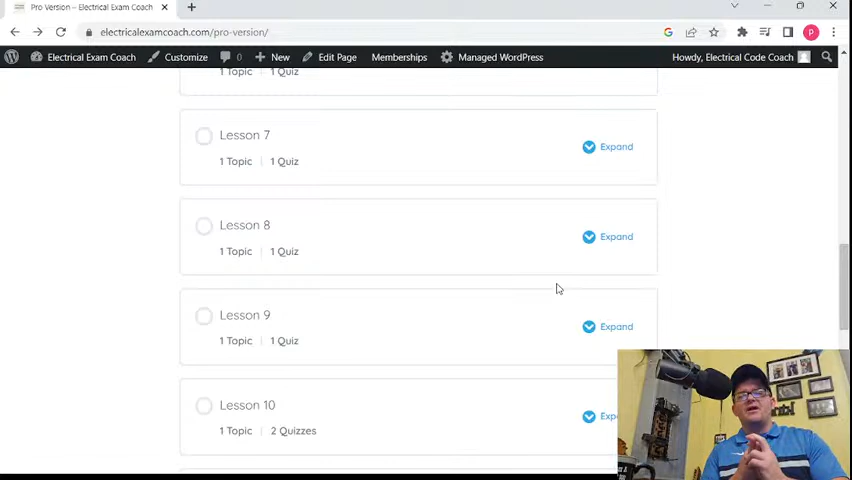 Pro Version – Electrical Exam Coach
electricalexamcoach.com/pro-version/
Electrical Exam Coach Customize 0 New Edit Page Memberships Managed WordPress Howdy, Electrical Code Coach
1 Topic 1 Quiz
Lesson 7
Expand
1 Topic 1 Quiz
Lesson 8
Expand
1 Topic 1 Quiz
Lesson 9
Expand
1 Topic 1 Quiz
Lesson 10
1 Topic 2 Quizzes